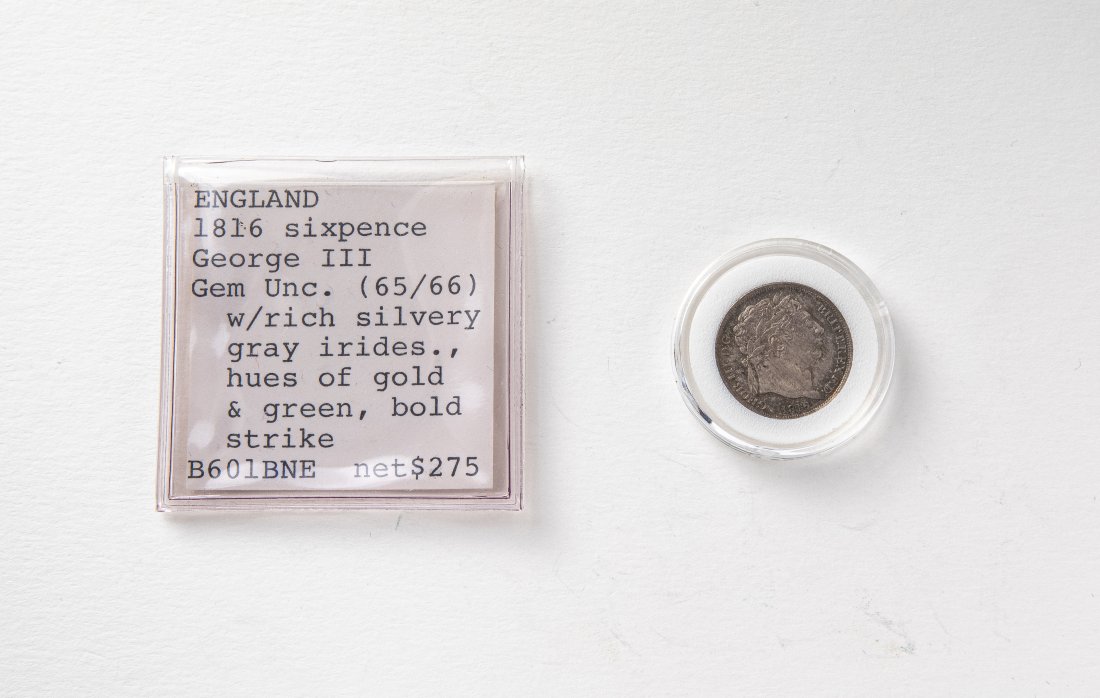 ENGLAND
1816 sixpence
George III
Gem Unc. (65/66)
w/rich silvery
gray irides.,
hues of gold
& green, bold
strike
B601BNE net$275